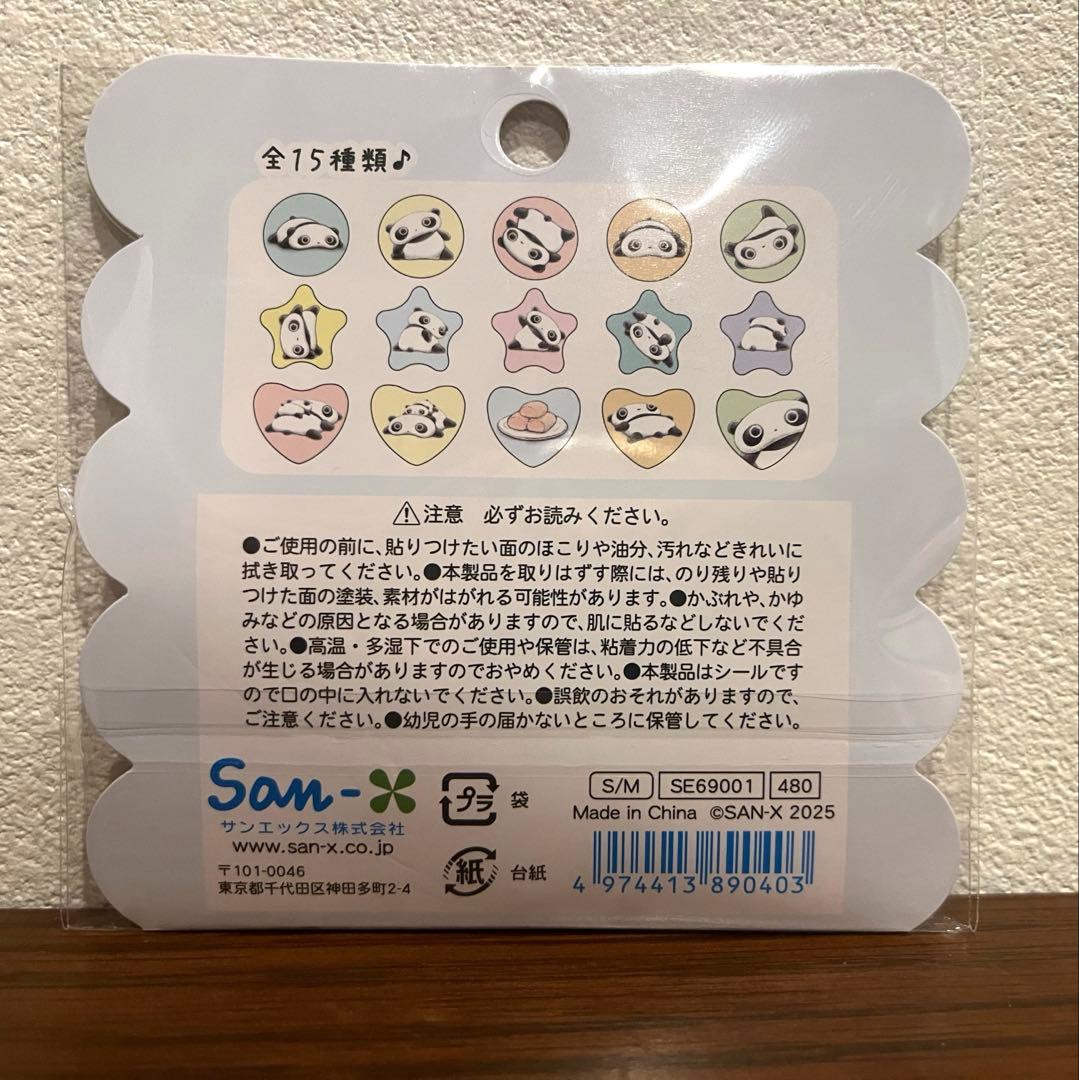 全15種類♪
⚠注意 必ずお読みください。
●ご使用の前に、貼りつけたい面のほこりや油分、汚れなどきれいに
拭き取ってください。●本製品を取りはずす際には、のり残りや貼り
つけた面の塗装、素材がはがれる可能性があります。●かぶれや、かゆ
みなどの原因となる場合がありますので、肌に貼るなどしないでくだ
さい。●高温・多湿下でのご使用や保管は、粘着力の低下など不具合
が生じる場合がありますのでおやめください。●本製品はシールです
ので口の中に入れないでください。●誤飲のおそれがありますので、
ご注意ください。●幼児の手の届かないところに保管してください。
San-X
サンエックス株式会社
www.san-x.co.jp
〒101-0046
東京都千代田区神田多町2-4
プラ 袋
紙 台紙
S/M SE69001 480
Made in China ©SAN-X 2025
4 974413 890403